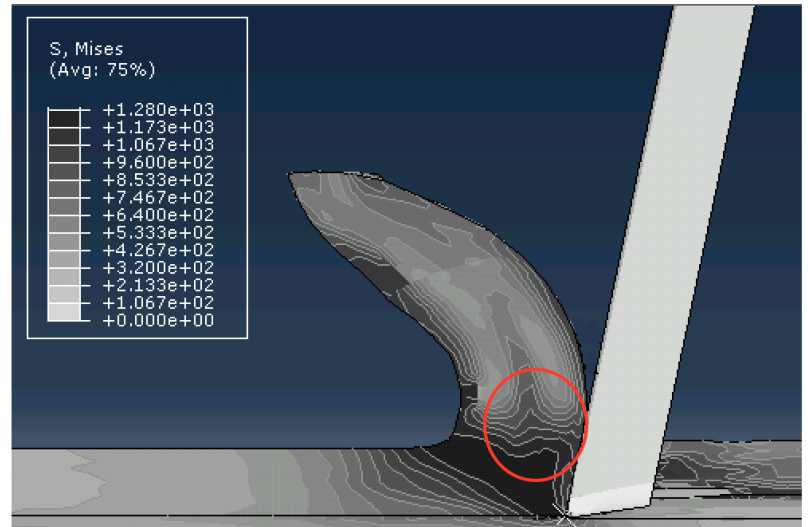 S, Mises
(Avg: 75%)
+1.280e+03
+1.173e+03
+1.067e+03
+9.600e+02
+8.533e+02
+7.467e+02
+6.400e+02
+5.333e+02
+4.267e+02
+3.200e+02
+2.133e+02
+1.067e+02
+0.000e+00